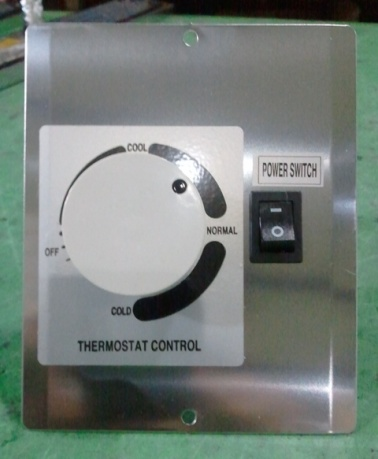 COOL
POWER SWITCH
NORMAL
OFF
COLD
THERMOSTAT CONTROL